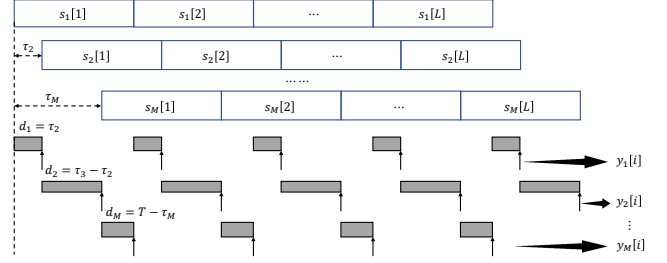 s₁[1] s₁[2] ⋯ s₁[L]
τ₂ s₂[1] s₂[2] ⋯ s₂[L]
⋯⋯
τ_M s_M[1] s_M[2] ⋯ s_M[L]
d₁ = τ₂
y₁[i]
d₂ = τ₃ − τ₂
y₂[i]
d_M = T − τ_M
⋮
y_M[i]